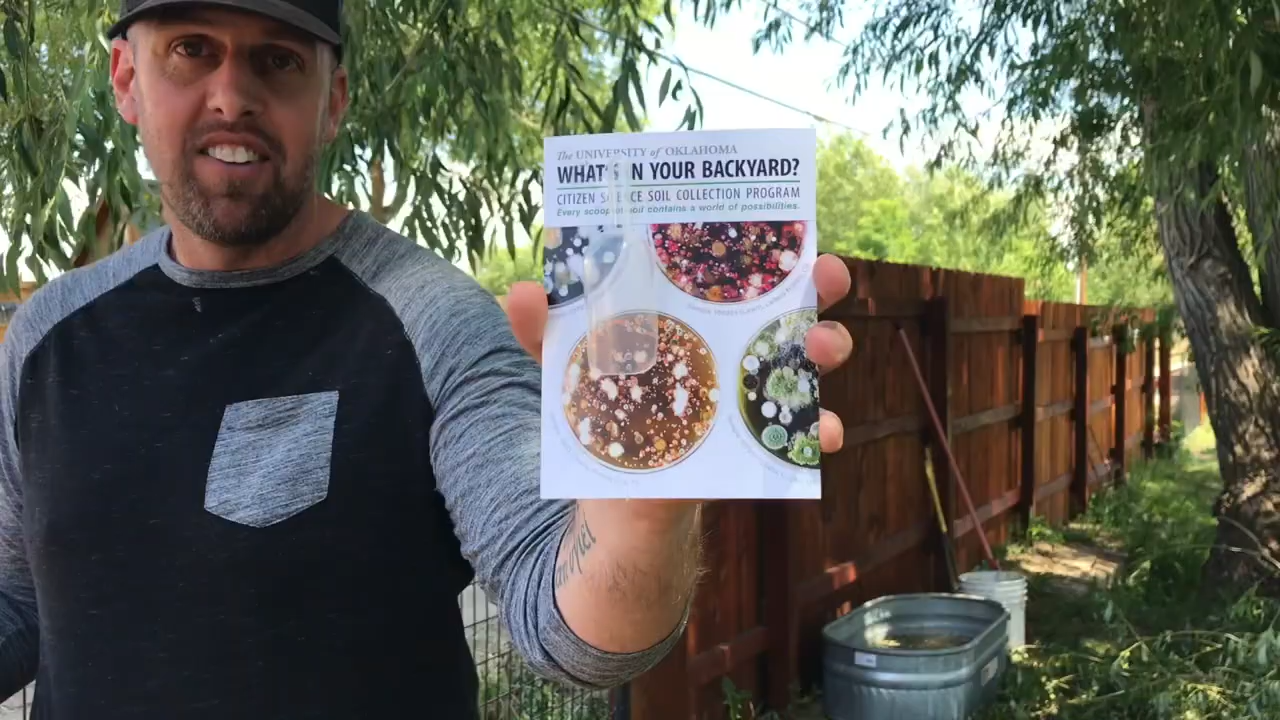 The UNIVERSITY of OKLAHOMA
WHAT'S IN YOUR BACKYARD?
CITIZEN SCIENCE SOIL COLLECTION PROGRAM
Every scoop of soil contains a world of possibilities.